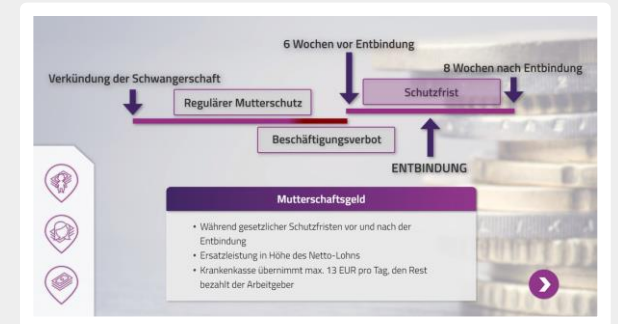 6 Wochen vor Entbindung
8 Wochen nach Entbindung
Verkündung der Schwangerschaft
Schutzfrist
Regulärer Mutterschutz
Beschäftigungsverbot
ENTBINDUNG
Mutterschaftsgeld
• Während gesetzlicher Schutzfristen vor und nach der
Entbindung
• Ersatzleistung in Höhe des Netto-Lohns
• Krankenkasse übernimmt max. 13 EUR pro Tag, den Rest
bezahlt der Arbeitgeber